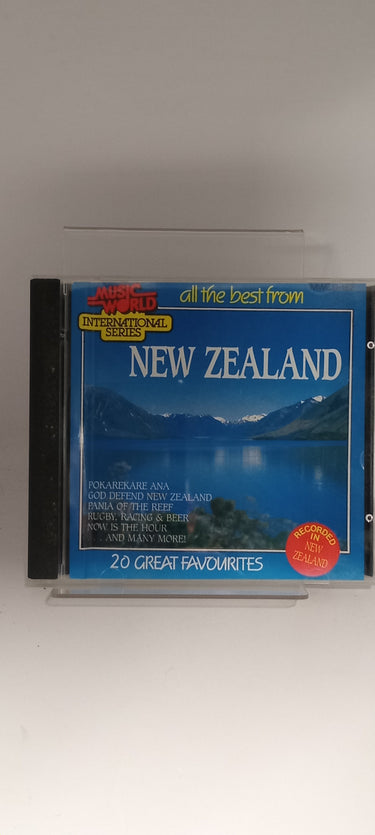 MUSIC
WORLD
INTERNATIONAL
SERIES
all the best from
NEW ZEALAND
POKAREKARE ANA
GOD DEFEND NEW ZEALAND
PANIA OF THE REEF
RUGBY, RACING & BEER
NOW IS THE HOUR
. . . AND MANY MORE!
RECORDED
IN
NEW
ZEALAND
20 GREAT FAVOURITES